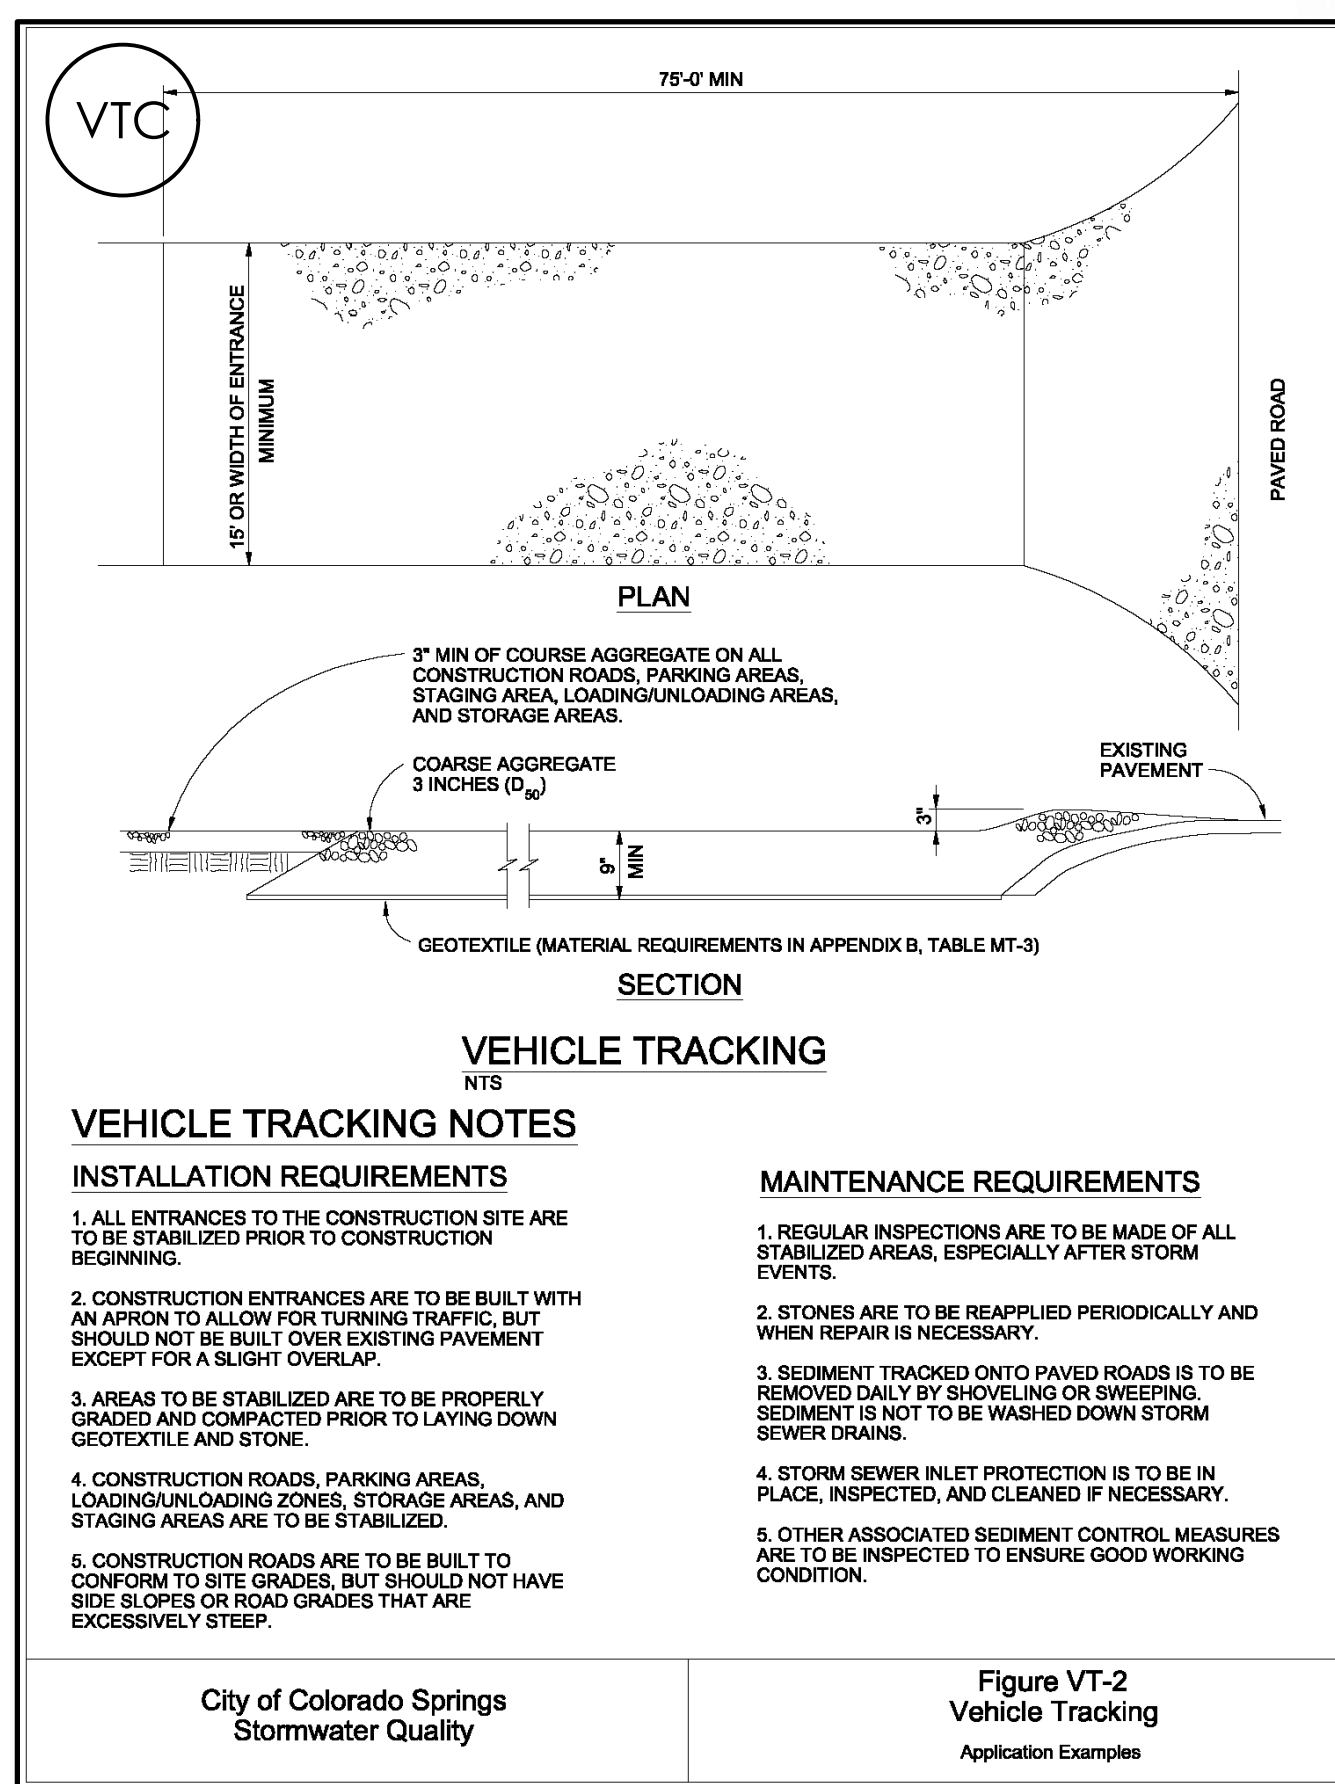 VTC
75'-0' MIN
15' OR WIDTH OF ENTRANCE
MINIMUM
PAVED ROAD
PLAN
3" MIN OF COURSE AGGREGATE ON ALL
CONSTRUCTION ROADS, PARKING AREAS,
STAGING AREA, LOADING/UNLOADING AREAS,
AND STORAGE AREAS.
COARSE AGGREGATE
3 INCHES (D50)
EXISTING
PAVEMENT
3"
9"
MIN
GEOTEXTILE (MATERIAL REQUIREMENTS IN APPENDIX B, TABLE MT-3)
SECTION
VEHICLE TRACKING
NTS
VEHICLE TRACKING NOTES
INSTALLATION REQUIREMENTS
1. ALL ENTRANCES TO THE CONSTRUCTION SITE ARE
TO BE STABILIZED PRIOR TO CONSTRUCTION
BEGINNING.
2. CONSTRUCTION ENTRANCES ARE TO BE BUILT WITH
AN APRON TO ALLOW FOR TURNING TRAFFIC, BUT
SHOULD NOT BE BUILT OVER EXISTING PAVEMENT
EXCEPT FOR A SLIGHT OVERLAP.
3. AREAS TO BE STABILIZED ARE TO BE PROPERLY
GRADED AND COMPACTED PRIOR TO LAYING DOWN
GEOTEXTILE AND STONE.
4. CONSTRUCTION ROADS, PARKING AREAS,
LOADING/UNLOADING ZONES, STORAGE AREAS, AND
STAGING AREAS ARE TO BE STABILIZED.
5. CONSTRUCTION ROADS ARE TO BE BUILT TO
CONFORM TO SITE GRADES, BUT SHOULD NOT HAVE
SIDE SLOPES OR ROAD GRADES THAT ARE
EXCESSIVELY STEEP.
MAINTENANCE REQUIREMENTS
1. REGULAR INSPECTIONS ARE TO BE MADE OF ALL
STABILIZED AREAS, ESPECIALLY AFTER STORM
EVENTS.
2. STONES ARE TO BE REAPPLIED PERIODICALLY AND
WHEN REPAIR IS NECESSARY.
3. SEDIMENT TRACKED ONTO PAVED ROADS IS TO BE
REMOVED DAILY BY SHOVELING OR SWEEPING.
SEDIMENT IS NOT TO BE WASHED DOWN STORM
SEWER DRAINS.
4. STORM SEWER INLET PROTECTION IS TO BE IN
PLACE, INSPECTED, AND CLEANED IF NECESSARY.
5. OTHER ASSOCIATED SEDIMENT CONTROL MEASURES
ARE TO BE INSPECTED TO ENSURE GOOD WORKING
CONDITION.
City of Colorado Springs
Stormwater Quality
Figure VT-2
Vehicle Tracking
Application Examples